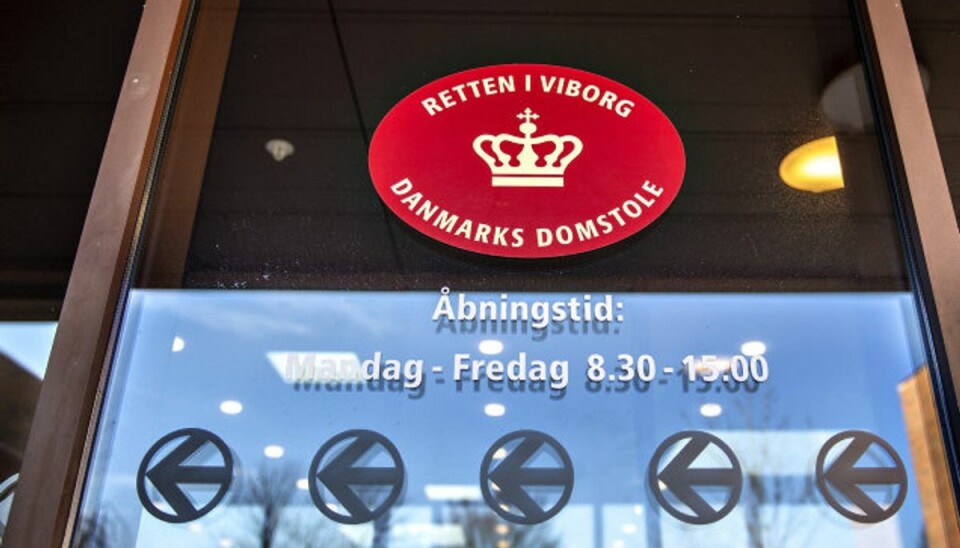 RETTEN I VIBORG
DANMARKS DOMSTOLE
Åbningstid:
Mandag - Fredag 8.30 - 15.00